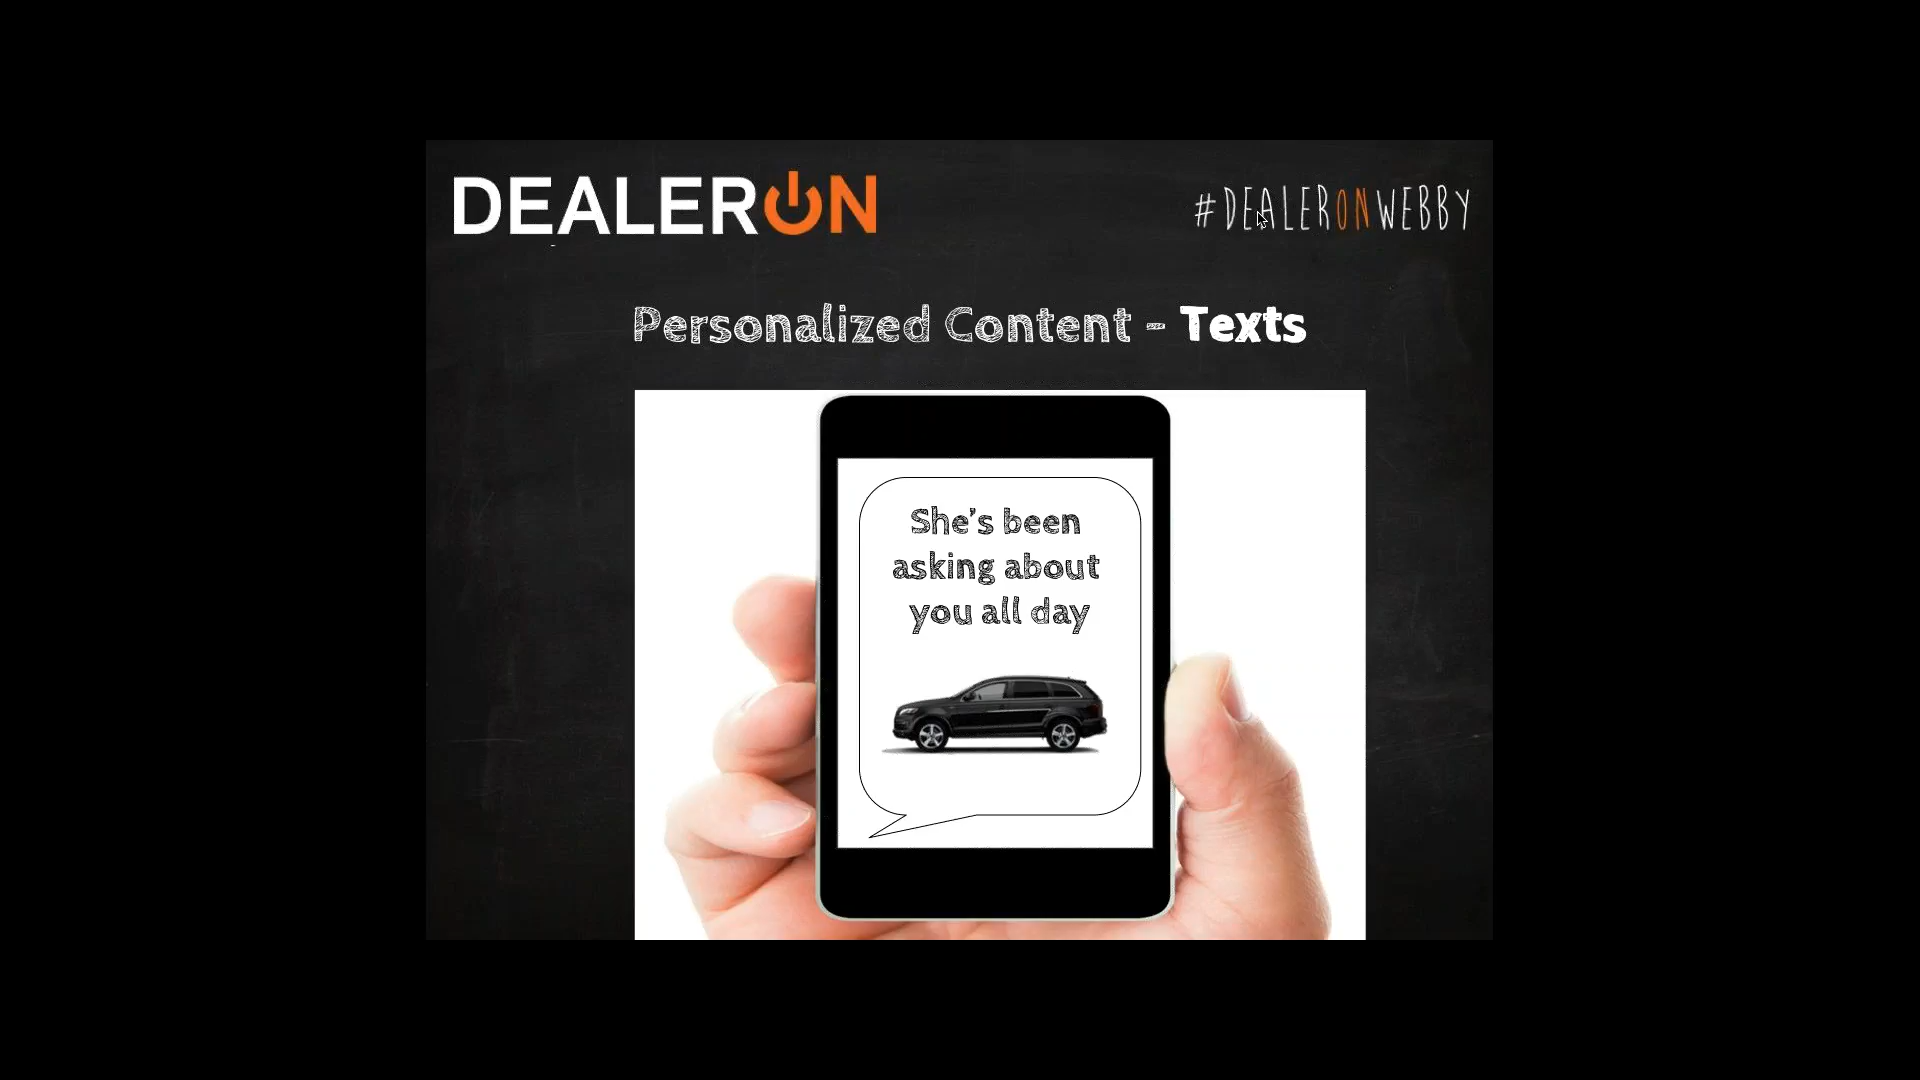 DEALERON
#DEALERONWEBBY
Personalized Content - Texts
She's been
asking about
you all day